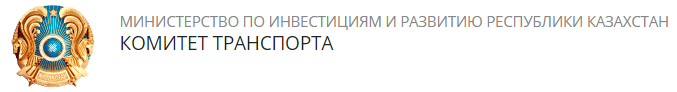 МИНИСТЕРСТВО ПО ИНВЕСТИЦИЯМ И РАЗВИТИЮ РЕСПУБЛИКИ КАЗАХСТАН
КОМИТЕТ ТРАНСПОРТА